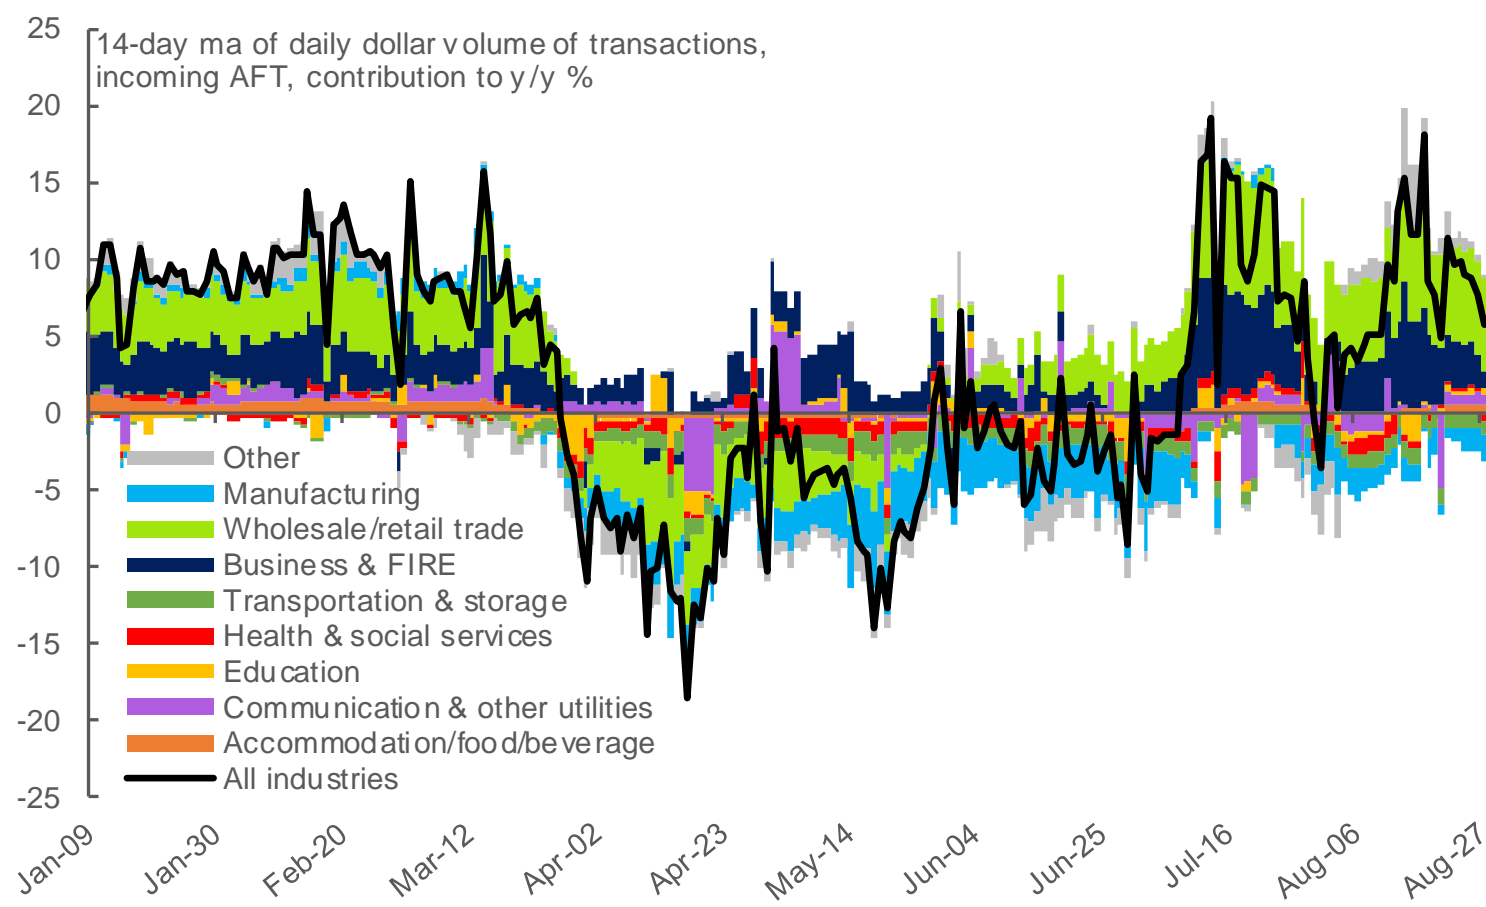 25
14-day ma of daily dollar volume of transactions,
incoming AFT, contribution to y/y %
20
15
10
5
0
-5
-10
-15
-20
-25
Other
Manufacturing
Wholesale/retail trade
Business & FIRE
Transportation & storage
Health & social services
Education
Communication & other utilities
Accommodation/food/beverage
All industries
Jan-09
Jan-30
Feb-20
Mar-12
Apr-02
Apr-23
May-14
Jun-04
Jun-25
Jul-16
Aug-06
Aug-27